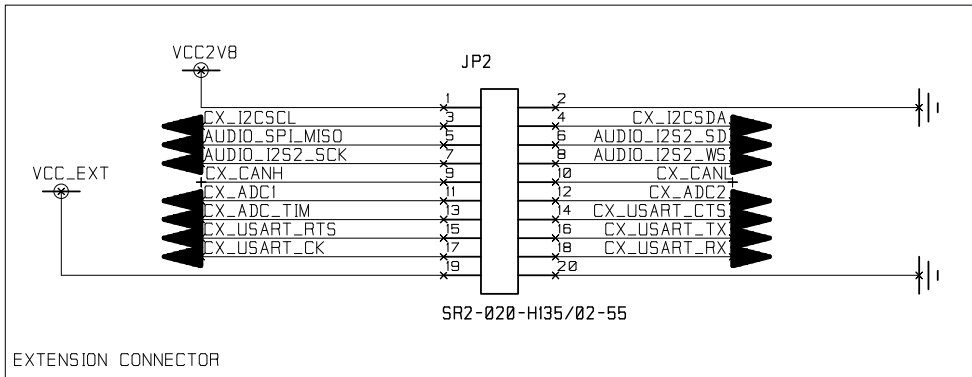 VCC2V8
JP2
1 2
CX_I2CSCL 3 4 CX_I2CSDA
AUDIO_SPI_MISO 5 6 AUDIO_I2S2_SD
AUDIO_I2S2_SCK 7 8 AUDIO_I2S2_WS
VCC_EXT
CX_CANH 9 10 CX_CANL
CX_ADC1 11 12 CX_ADC2
CX_ADC_TIM 13 14 CX_USART_CTS
CX_USART_RTS 15 16 CX_USART_TX
CX_USART_CK 17 18 CX_USART_RX
19 20
SR2-020-H135/02-55
EXTENSION CONNECTOR